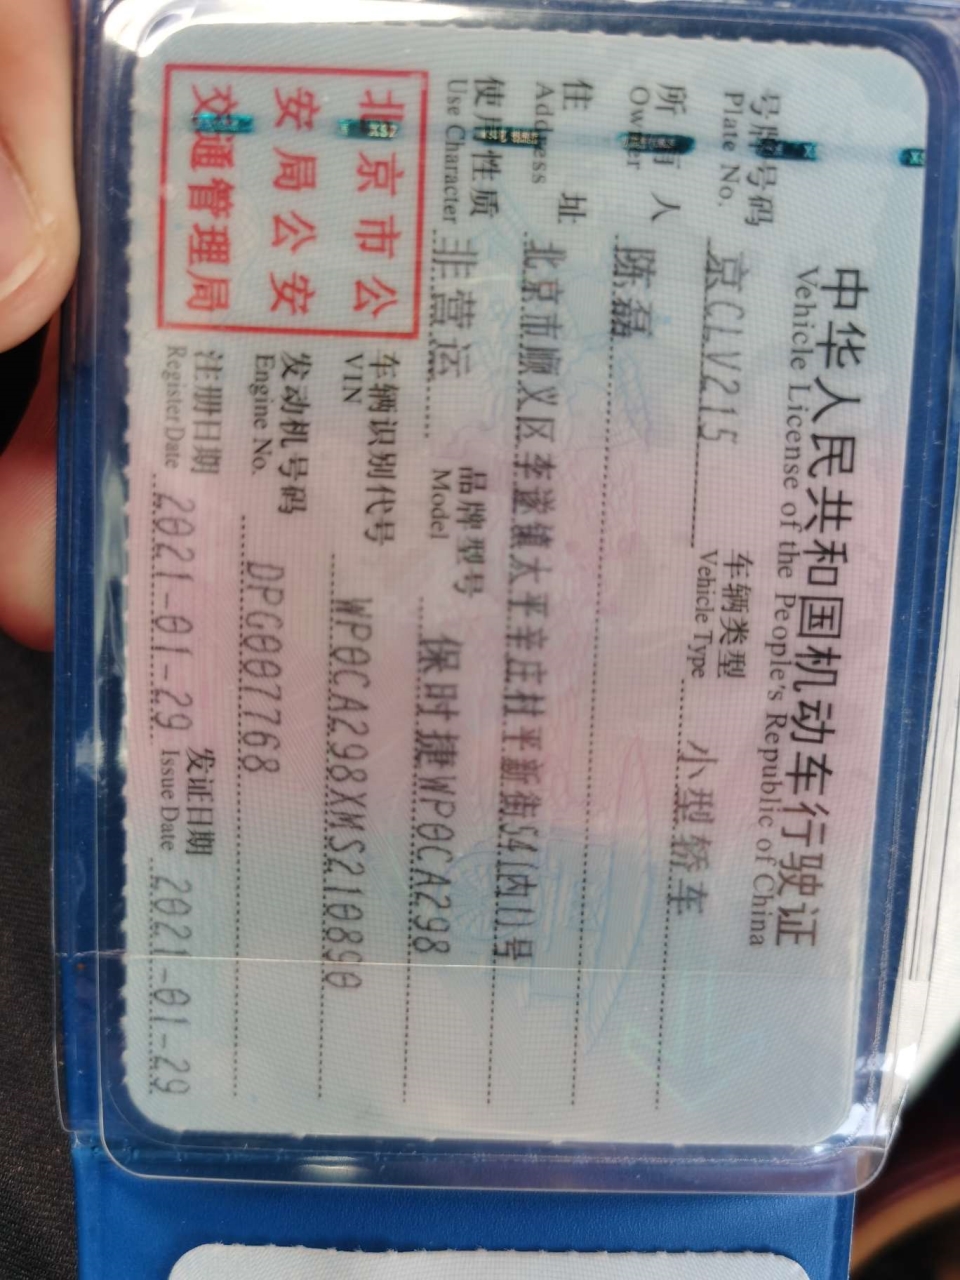 中华人民共和国机动车行驶证
Vehicle License of the People's Republic of China
号牌号码 京CLV215 车辆类型 小型轿车
Plate No. Vehicle Type
所有人 陈磊
Owner
住址 北京市顺义区李遂镇太平辛庄村平新街54(内1)号
Address
使用性质 非营运 品牌型号 保时捷WP0CA298
Use Character Model
北京市公安局公安交通管理局
车辆识别代号 WP0CA298XMS210890
VIN
发动机号码 DPG007768
Engine No.
注册日期 2021-01-29 发证日期 2021-01-29
Register Date Issue Date